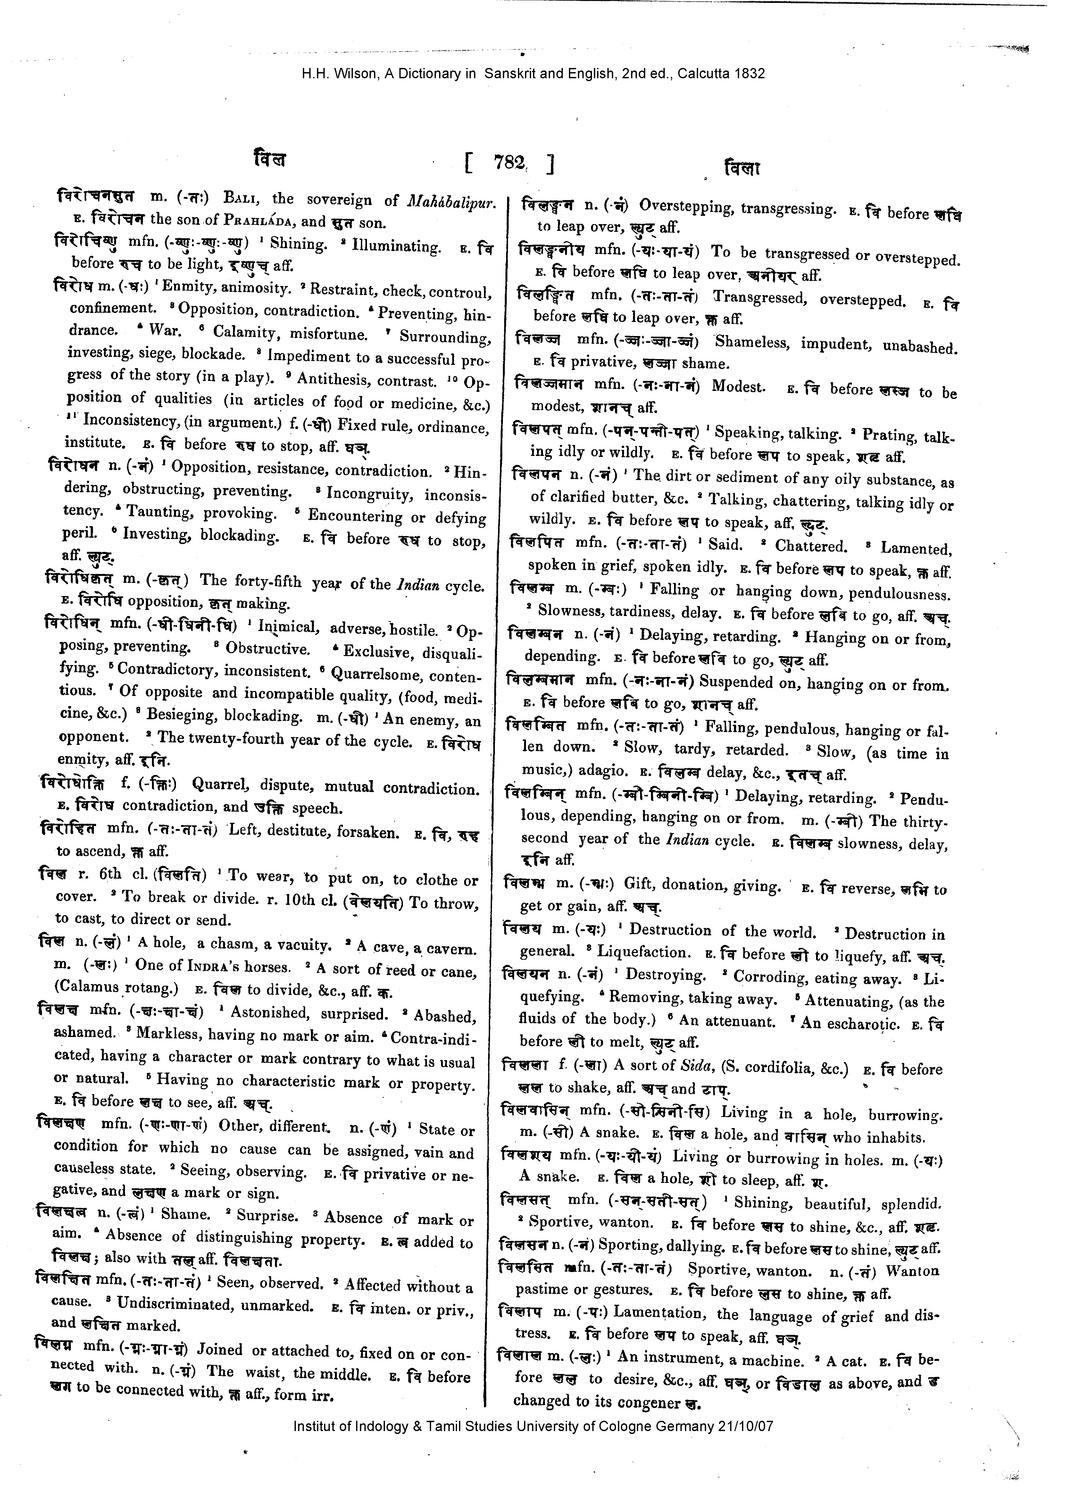 H.H. Wilson, A Dictionary in Sanskrit and English, 2nd ed., Calcutta 1832
विल
[ 782 ]
विला
विरोचनसुत m. (-तः) BALI, the sovereign of Mahábalipur.
E. विरोचन the son of PRAHLÁDA, and सुत son.
विरोचिष्णु mfn. (-ष्णुः-ष्णुः-ष्णु) ¹ Shining. ² Illuminating. E. वि
before रुच to be light, इष्णुच् aff.
विरोध m. (-धः) ¹ Enmity, animosity. ² Restraint, check, controul,
confinement. ³ Opposition, contradiction. ⁴ Preventing, hin-
drance. ⁴ War. ⁶ Calamity, misfortune. ⁷ Surrounding,
investing, siege, blockade. ⁸ Impediment to a successful pro-
gress of the story (in a play). ⁹ Antithesis, contrast. ¹⁰ Op-
position of qualities (in articles of food or medicine, &c.)
¹¹ Inconsistency, (in argument.) f. (-धी) Fixed rule, ordinance,
institute. E. वि before रुध to stop, aff. घञ्.
विरोधन n. (-नं) ¹ Opposition, resistance, contradiction. ² Hin-
dering, obstructing, preventing. ³ Incongruity, inconsis-
tency. ⁴ Taunting, provoking. ⁵ Encountering or defying
peril. ⁶ Investing, blockading. E. वि before रुध to stop,
aff. ल्युट्.
विरोधिकृत् m. (-कृत्) The forty-fifth year of the Indian cycle.
E. विरोधि opposition, कृत् making.
विरोधिन् mfn. (-धी-धिनी-धि) ¹ Inimical, adverse, hostile. ² Op-
posing, preventing. ³ Obstructive. ⁴ Exclusive, disquali-
fying. ⁵ Contradictory, inconsistent. ⁶ Quarrelsome, conten-
tious. ⁷ Of opposite and incompatible quality, (food, medi-
cine, &c.) ⁸ Besieging, blockading. m. (-धी) ¹ An enemy, an
opponent. ² The twenty-fourth year of the cycle. E. विरोध
enmity, aff. इनि.
विरोधोक्ति f. (-क्तिः) Quarrel, dispute, mutual contradiction.
E. विरोध contradiction, and उक्ति speech.
विरोहित mfn. (-तः-ता-तं) Left, destitute, forsaken. E. वि, रुह
to ascend, क्त aff.
विल r. 6th cl. (विलति) ¹ To wear, to put on, to clothe or
cover. ² To break or divide. r. 10th cl. (वेलयति) To throw,
to cast, to direct or send.
विल n. (-लं) ¹ A hole, a chasm, a vacuity. ² A cave, a cavern.
m. (-लः) ¹ One of INDRA's horses. ² A sort of reed or cane,
(Calamus rotang.) E. विल to divide, &c., aff. क.
विलक्ष mfn. (-क्षः-क्षा-क्षं) ¹ Astonished, surprised. ² Abashed,
ashamed. ³ Markless, having no mark or aim. ⁴ Contra-indi-
cated, having a character or mark contrary to what is usual
or natural. ⁵ Having no characteristic mark or property.
E. वि before लक्ष to see, aff. अच्.
विलक्षण mfn. (-णः-णा-णं) Other, different. n. (-णं) ¹ State or
condition for which no cause can be assigned, vain and
causeless state. ² Seeing, observing. E. वि privative or ne-
gative, and लक्षण a mark or sign.
विलक्षत्व n. (-त्वं) ¹ Shame. ² Surprise. ³ Absence of mark or
aim. ⁴ Absence of distinguishing property. E. त्व added to
विलक्ष; also with तल् aff. विलक्षता.
विलक्षित mfn. (-तः-ता-तं) ¹ Seen, observed. ² Affected without a
cause. ³ Undiscriminated, unmarked. E. वि inten. or priv.,
and लक्षित marked.
विलग्न mfn. (-ग्नः-ग्ना-ग्नं) Joined or attached to, fixed on or con-
nected with. n. (-ग्नं) The waist, the middle. E. वि before
लग to be connected with, क्त aff., form irr.
विलङ्घन n. (-नं) Overstepping, transgressing. E. वि before लघि
to leap over, ल्युट् aff.
विलङ्घनीय mfn. (-यः-या-यं) To be transgressed or overstepped.
E. वि before लघि to leap over, अनीयर् aff.
विलङ्घित mfn. (-तः-ता-तं) Transgressed, overstepped. E. वि
before लघि to leap over, क्त aff.
विलज्ज mfn. (-ज्जः-ज्जा-ज्जं) Shameless, impudent, unabashed.
E. वि privative, लज्जा shame.
विलज्जमान mfn. (-नः-ना-नं) Modest. E. वि before लस्ज to be
modest, शानच् aff.
विलपत् mfn. (-पन्-पन्ती-पत्) ¹ Speaking, talking. ² Prating, talk-
ing idly or wildly. E. वि before लप to speak, शतृ aff.
विलपन n. (-नं) ¹ The dirt or sediment of any oily substance, as
of clarified butter, &c. ² Talking, chattering, talking idly or
wildly. E. वि before लप to speak, aff. ल्युट्.
विलपित mfn. (-तः-ता-तं) ¹ Said. ² Chattered. ³ Lamented,
spoken in grief, spoken idly. E. वि before लप to speak, क्त aff.
विलम्ब m. (-म्बः) ¹ Falling or hanging down, pendulousness.
² Slowness, tardiness, delay. E. वि before लबि to go, aff. अच्.
विलम्बन n. (-नं) ¹ Delaying, retarding. ² Hanging on or from,
depending. E. वि before लबि to go, ल्युट् aff.
विलम्बमान mfn. (-नः-ना-नं) Suspended on, hanging on or from.
E. वि before लबि to go, शानच् aff.
विलम्बित mfn. (-तः-ता-तं) ¹ Falling, pendulous, hanging or fal-
len down. ² Slow, tardy, retarded. ³ Slow, (as time in
music,) adagio. E. विलम्ब delay, &c., इतच् aff.
विलम्बिन् mfn. (-म्बी-म्बिनी-म्बि) ¹ Delaying, retarding. ² Pendu-
lous, depending, hanging on or from. m. (-म्बी) The thirty-
second year of the Indian cycle. E. विलम्ब slowness, delay,
इनि aff.
विलम्भ m. (-म्भः) Gift, donation, giving. E. वि reverse, लभि to
get or gain, aff. अच्.
विलय m. (-यः) ¹ Destruction of the world. ² Destruction in
general. ³ Liquefaction. E. वि before ली to liquefy, aff. अच्.
विलयन n. (-नं) ¹ Destroying. ² Corroding, eating away. ³ Li-
quefying. ⁴ Removing, taking away. ⁵ Attenuating, (as the
fluids of the body.) ⁶ An attenuant. ⁷ An escharotic. E. वि
before ली to melt, ल्युट् aff.
विलला f. (-ला) A sort of Sida, (S. cordifolia, &c.) E. वि before
लल to shake, aff. अच् and टाप्.
विलवासिन् mfn. (-सी-सिनी-सि) Living in a hole, burrowing.
m. (-सी) A snake. E. विल a hole, and वासिन् who inhabits.
विलशय mfn. (-यः-यी-यं) Living or burrowing in holes. m. (-यः)
A snake. E. विल a hole, शी to sleep, aff. श.
विलसत् mfn. (-सन्-सती-सत्) ¹ Shining, beautiful, splendid.
² Sportive, wanton. E. वि before लस to shine, &c., aff. शतृ.
विलसन n. (-नं) Sporting, dallying. E. वि before लस to shine, ल्युट् aff.
विलसित mfn. (-तः-ता-तं) Sportive, wanton. n. (-तं) Wanton
pastime or gestures. E. वि before लस to shine, क्त aff.
विलाप m. (-पः) Lamentation, the language of grief and dis-
tress. E. वि before लप to speak, aff. घञ्.
विलाल m. (-लः) ¹ An instrument, a machine. ² A cat. E. वि be-
fore लल to desire, &c., aff. घञ्, or विडाल as above, and ड
changed to its congener ल.
Institut of Indology & Tamil Studies University of Cologne Germany 21/10/07